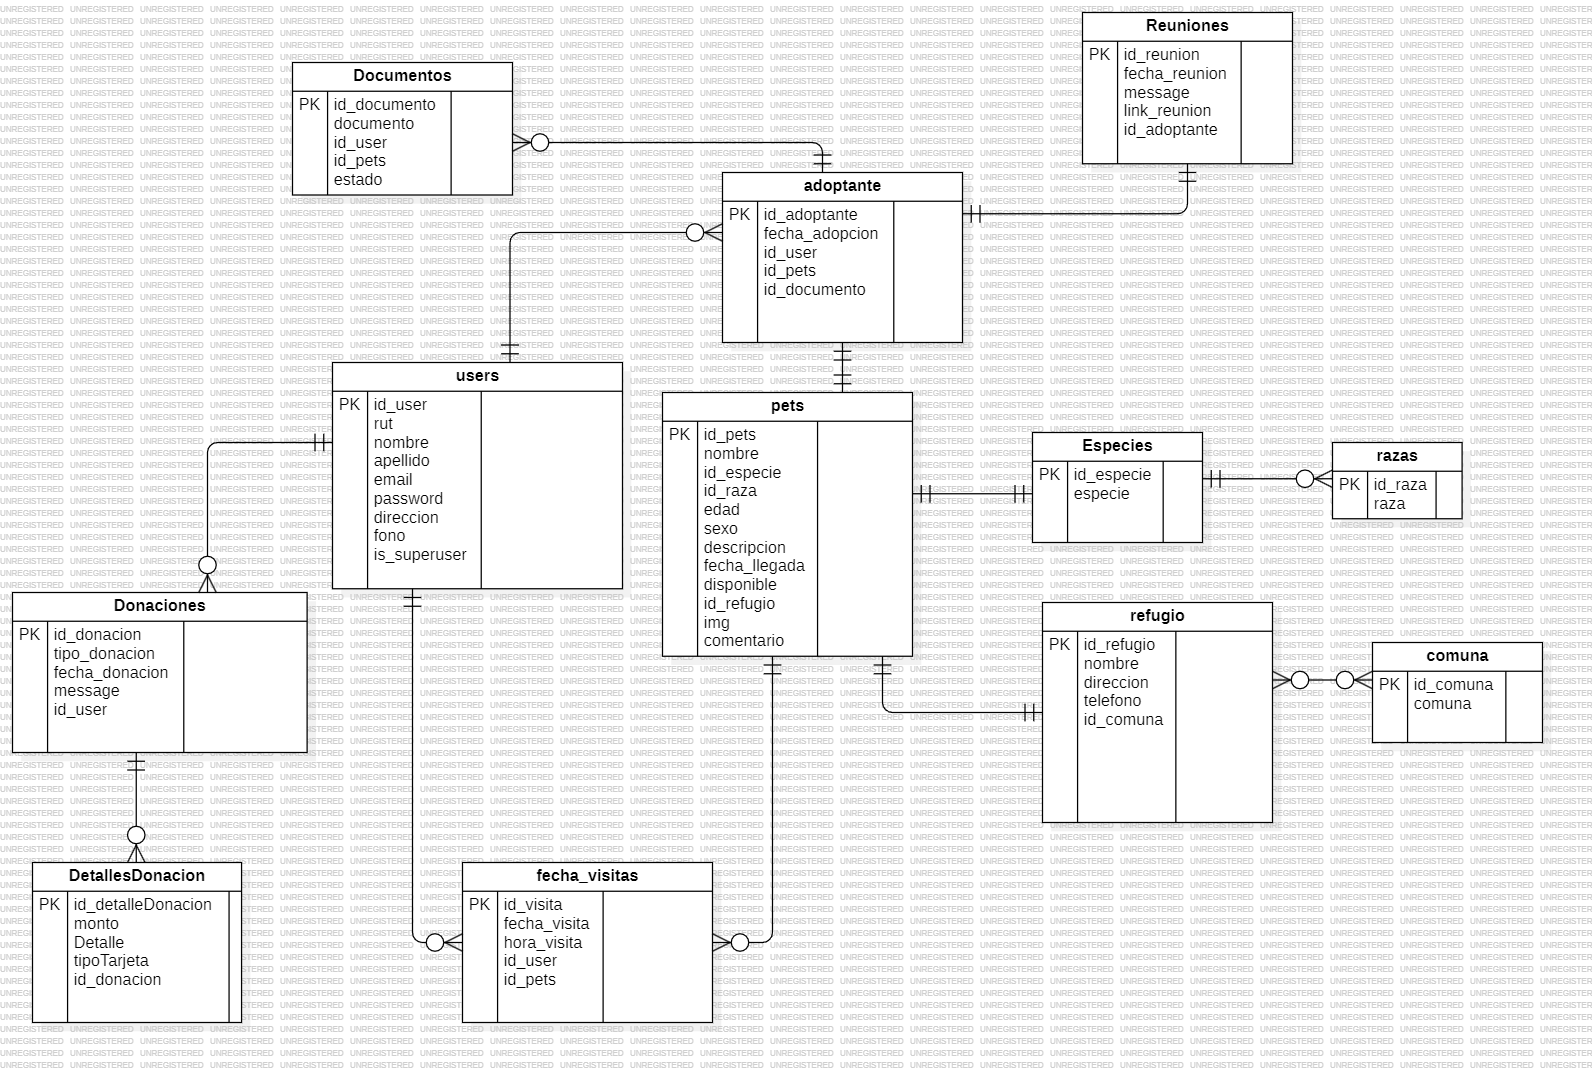 Reuniones
PK id_reunion
fecha_reunion
message
link_reunion
id_adoptante
Documentos
PK id_documento
documento
id_user
id_pets
estado
adoptante
PK id_adoptante
fecha_adopcion
id_user
id_pets
id_documento
users
PK id_user
rut
nombre
apellido
email
password
direccion
fono
is_superuser
pets
PK id_pets
nombre
id_especie
id_raza
edad
sexo
descripcion
fecha_llegada
disponible
id_refugio
img
comentario
Especies
PK id_especie
especie
razas
PK id_raza
raza
Donaciones
PK id_donacion
tipo_donacion
fecha_donacion
message
id_user
refugio
PK id_refugio
nombre
direccion
telefono
id_comuna
comuna
PK id_comuna
comuna
DetallesDonacion
PK id_detalleDonacion
monto
Detalle
tipoTarjeta
id_donacion
fecha_visitas
PK id_visita
fecha_visita
hora_visita
id_user
id_pets
UNREGISTERED